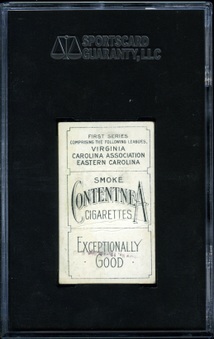 SPORTSCARD
GUARANTY, LLC
FIRST SERIES
COMPRISING THE FOLLOWING LEAGUES,
VIRGINIA
CAROLINA ASSOCIATION
EASTERN CAROLINA
SMOKE
CONTENTNEA
CIGARETTES
EXCEPTIONALLY
GOOD